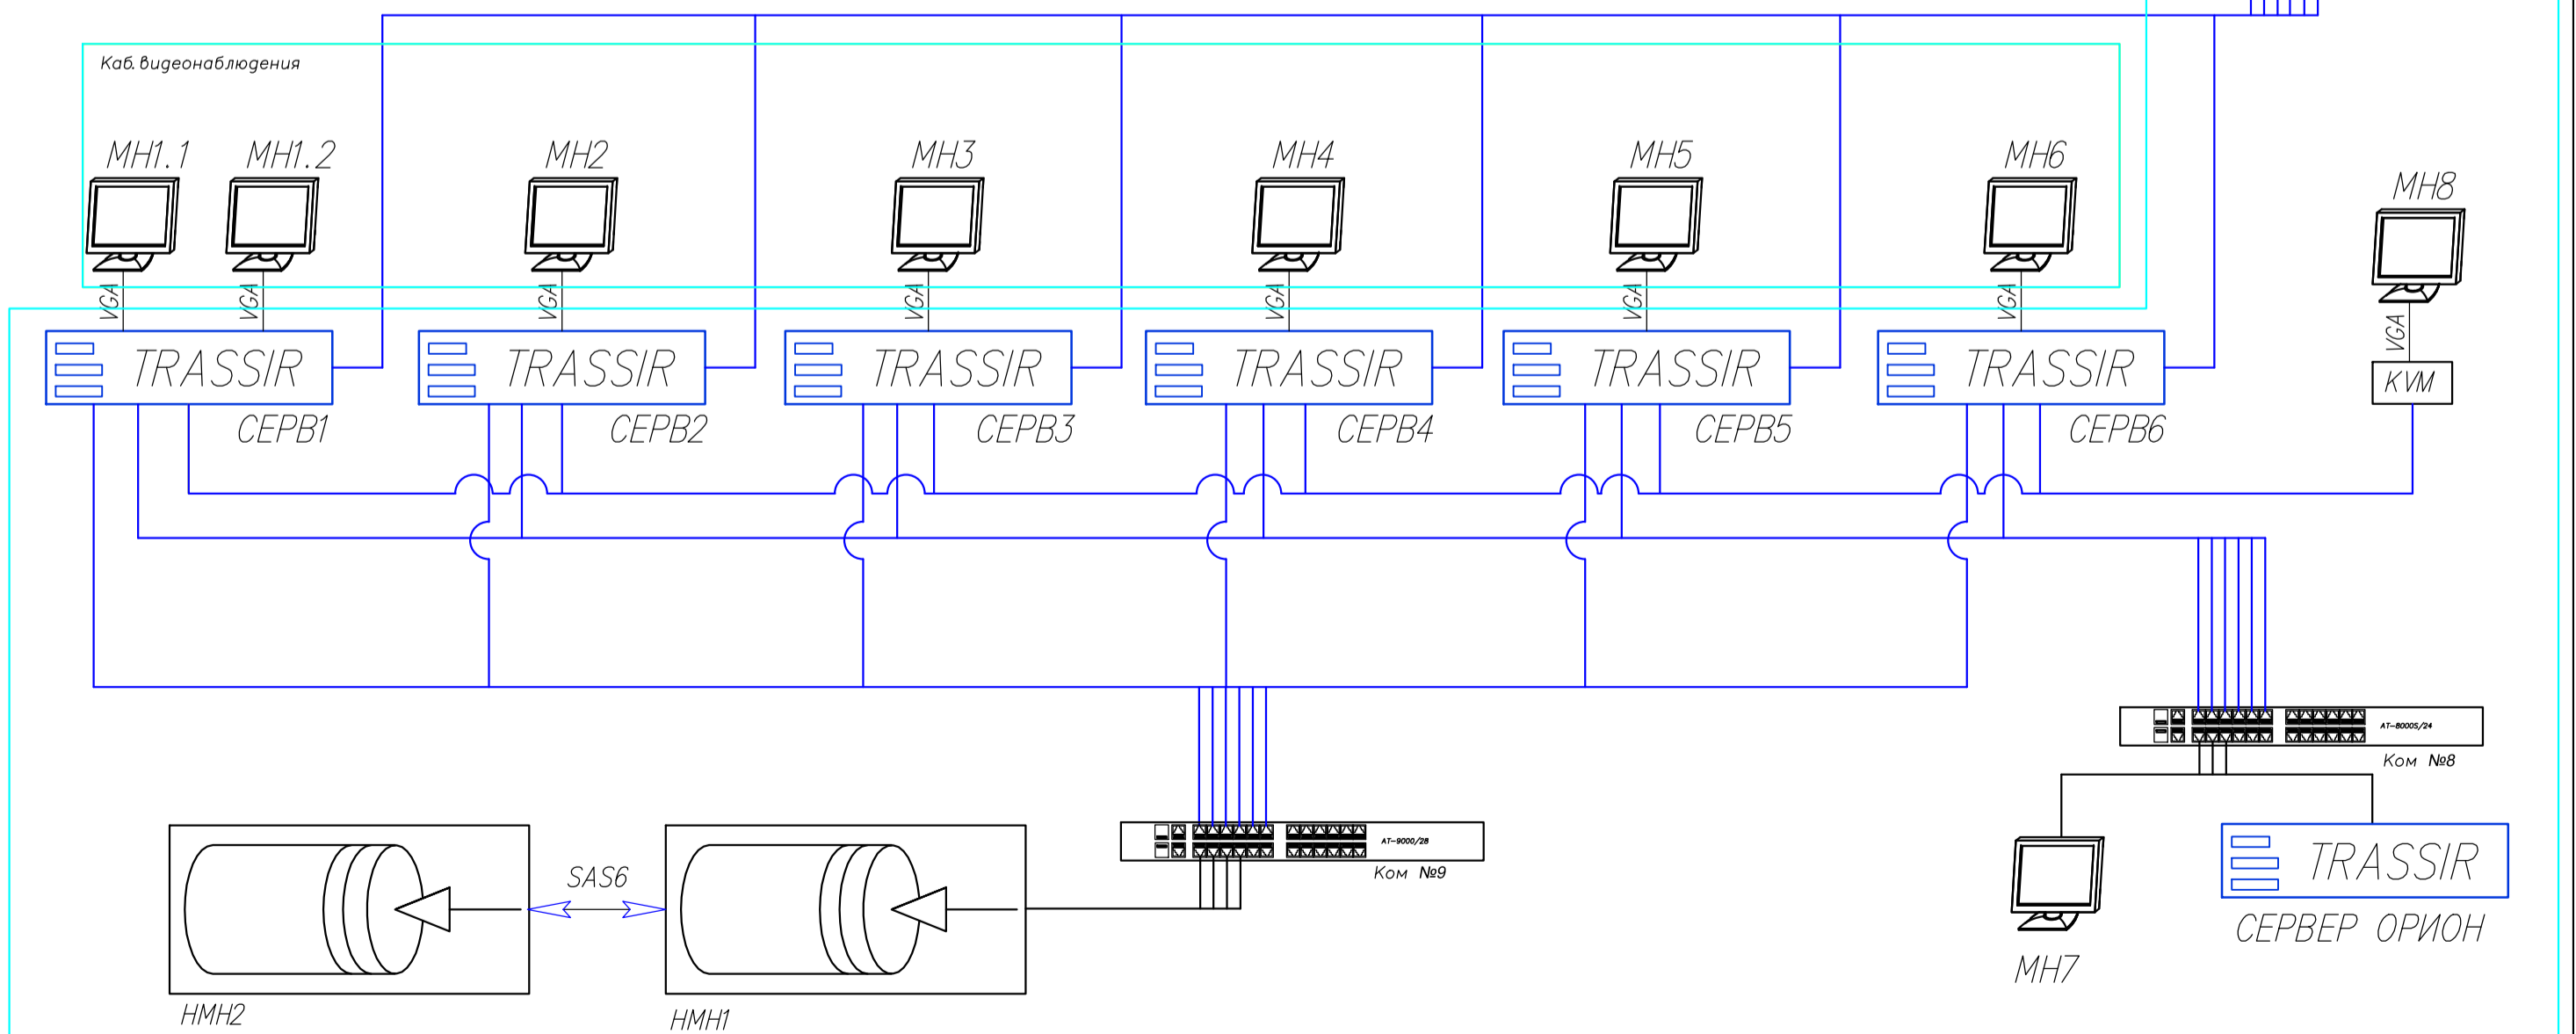 Каб. видеонаблюдения
МН1.1
МН1.2
МН2
МН3
МН4
МН5
МН6
МН8
VGA
VGA
VGA
VGA
VGA
VGA
VGA
VGA
TRASSIR
TRASSIR
TRASSIR
TRASSIR
TRASSIR
TRASSIR
KVM
СЕРВ1
СЕРВ2
СЕРВ3
СЕРВ4
СЕРВ5
СЕРВ6
AT-8000S/24
Ком №8
AT-9000/28
Ком №9
SAS6
TRASSIR
СЕРВЕР ОРИОН
МН7
НМН2
НМН1